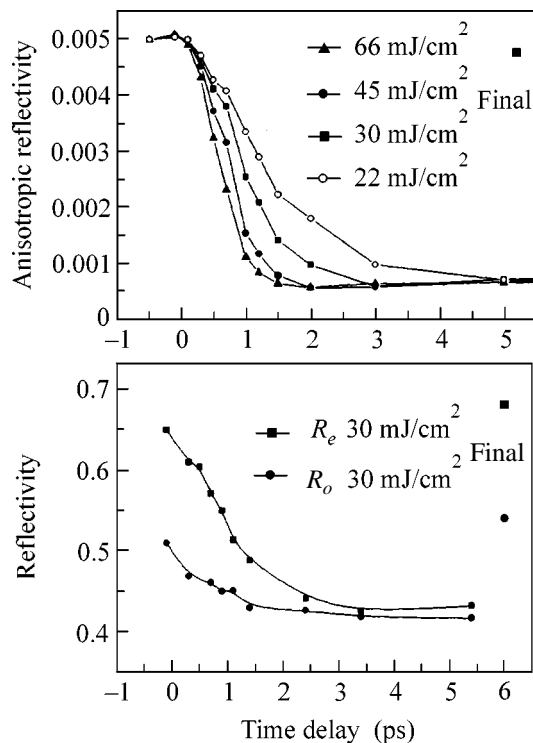 Anisotropic reflectivity
0.005
0.004
0.003
0.002
0.001
0
66 mJ/cm²
45 mJ/cm²
30 mJ/cm²
22 mJ/cm²
Final
–1 0 1 2 3 4 5
Reflectivity
0.7
0.6
0.5
0.4
Rₑ 30 mJ/cm²
Rₒ 30 mJ/cm²
Final
–1 0 1 2 3 4 5 6
Time delay (ps)